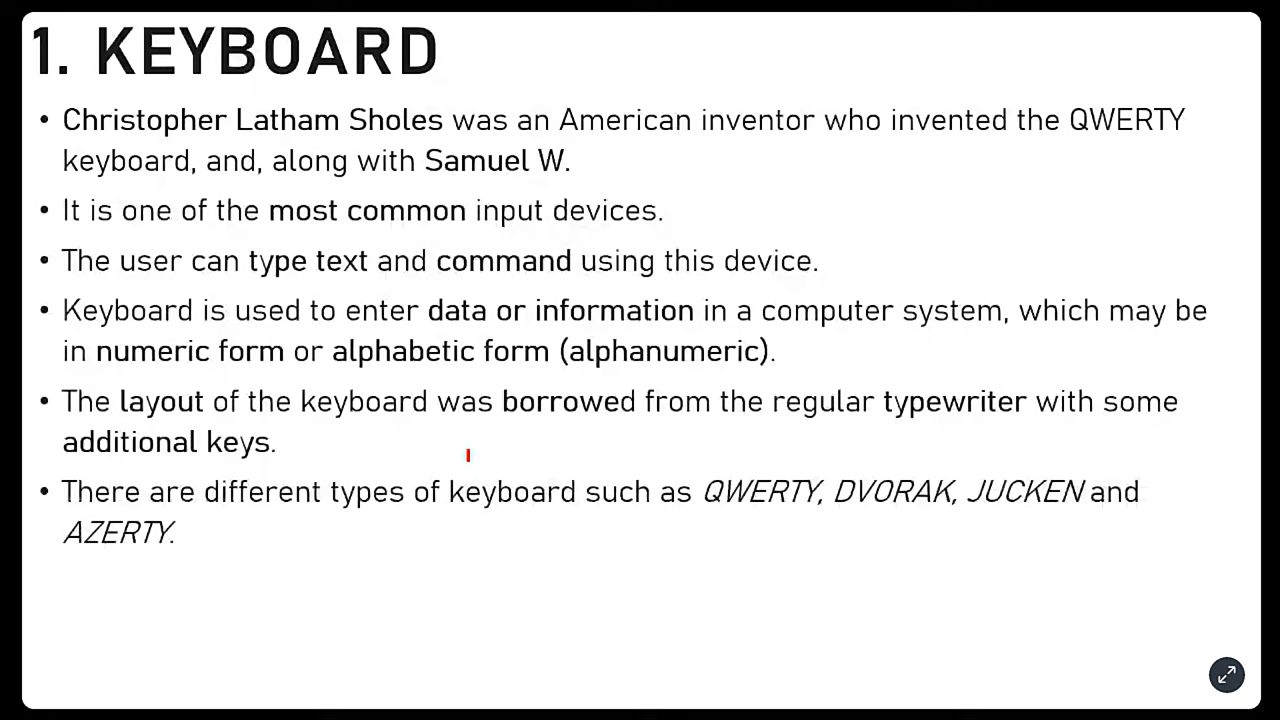 1. KEYBOARD
• Christopher Latham Sholes was an American inventor who invented the QWERTY
keyboard, and, along with Samuel W.
• It is one of the most common input devices.
• The user can type text and command using this device.
• Keyboard is used to enter data or information in a computer system, which may be
in numeric form or alphabetic form (alphanumeric).
• The layout of the keyboard was borrowed from the regular typewriter with some
additional keys.
• There are different types of keyboard such as QWERTY, DVORAK, JUCKEN and
AZERTY.